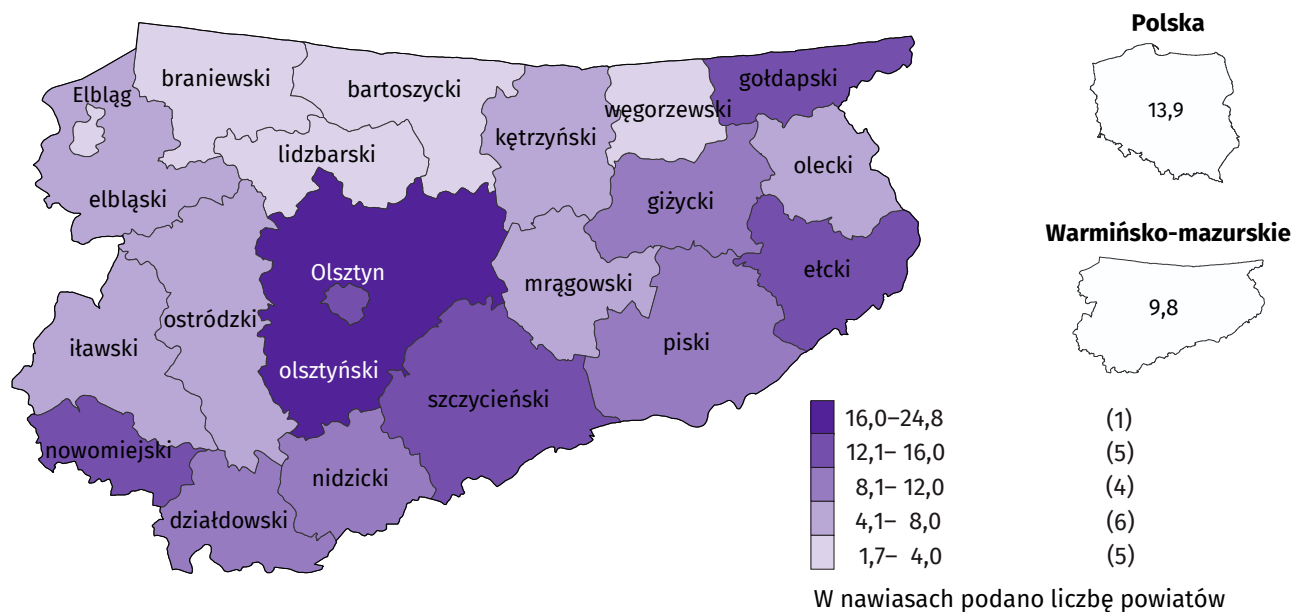 Polska
13,9
Warmińsko-mazurskie
9,8
braniewski
bartoszycki
gołdapski
Elbląg
węgorzewski
kętrzyński
lidzbarski
olecki
elbląski
giżycki
Olsztyn
mrągowski
ełcki
ostródzki
iławski
piski
olsztyński
szczycieński
nowomiejski
nidzicki
działdowski
16,0–24,8 (1)
12,1– 16,0 (5)
8,1– 12,0 (4)
4,1– 8,0 (6)
1,7– 4,0 (5)
W nawiasach podano liczbę powiatów